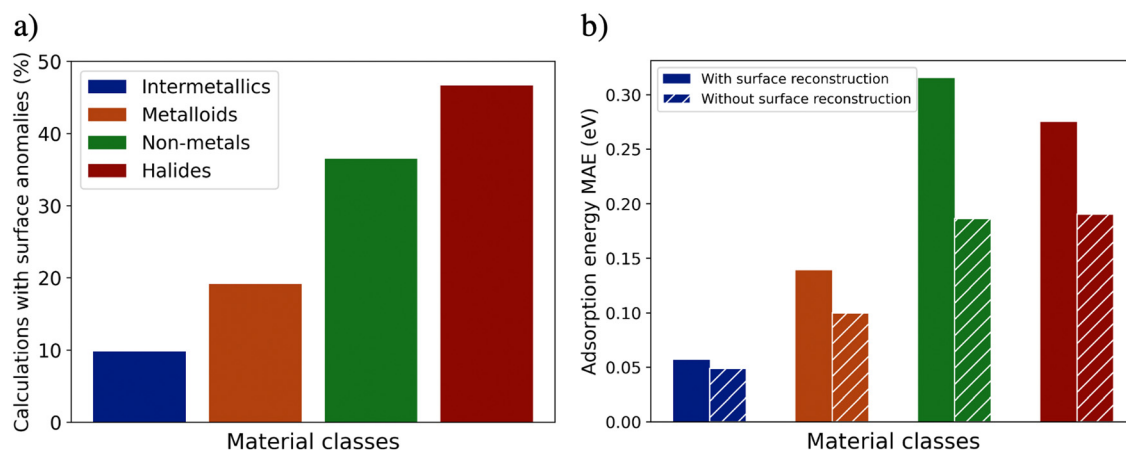 a)
Calculations with surface anomalies (%)
50
40
30
20
10
0
Intermetallics
Metalloids
Non-metals
Halides
Material classes
b)
Adsorption energy MAE (eV)
0.30
0.25
0.20
0.15
0.10
0.05
0.00
With surface reconstruction
Without surface reconstruction
Material classes